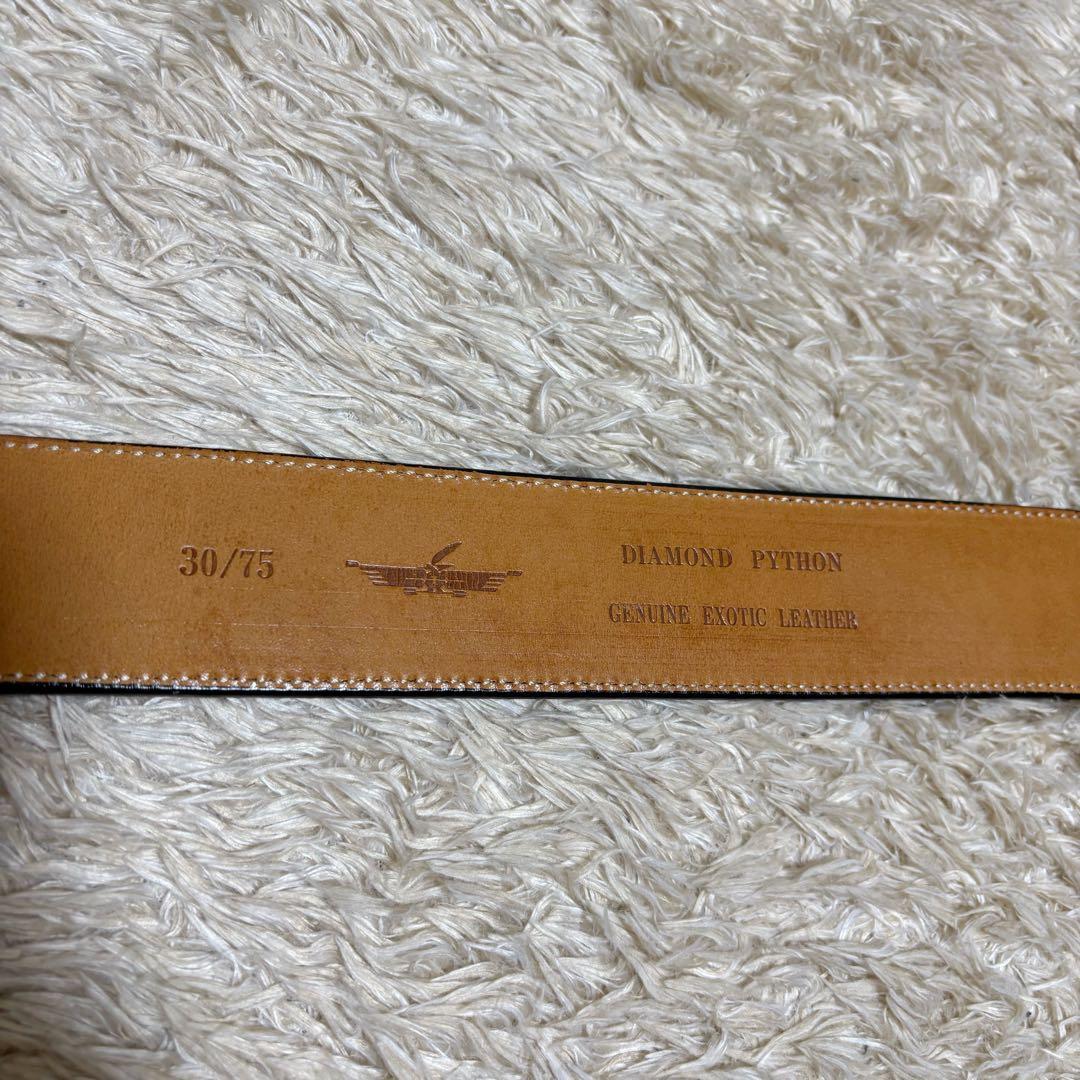 30/75
DIAMOND PYTHON
GENUINE EXOTIC LEATHER